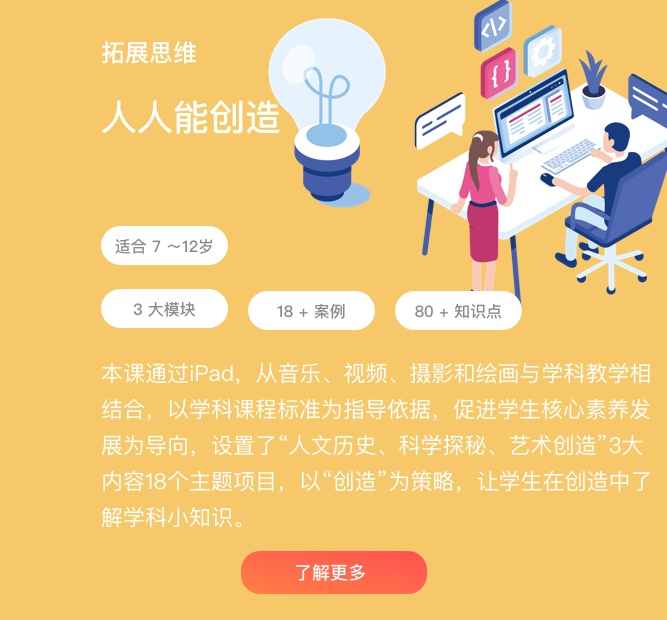 拓展思维
人人能创造
</>
{ }
适合 7 ～12岁
3 大模块
18 + 案例
80 + 知识点
本课通过iPad，从音乐、视频、摄影和绘画与学科教学相
结合，以学科课程标准为指导依据，促进学生核心素养发
展为导向，设置了“人文历史、科学探秘、艺术创造”3大
内容18个主题项目，以“创造”为策略，让学生在创造中了
解学科小知识。
了解更多